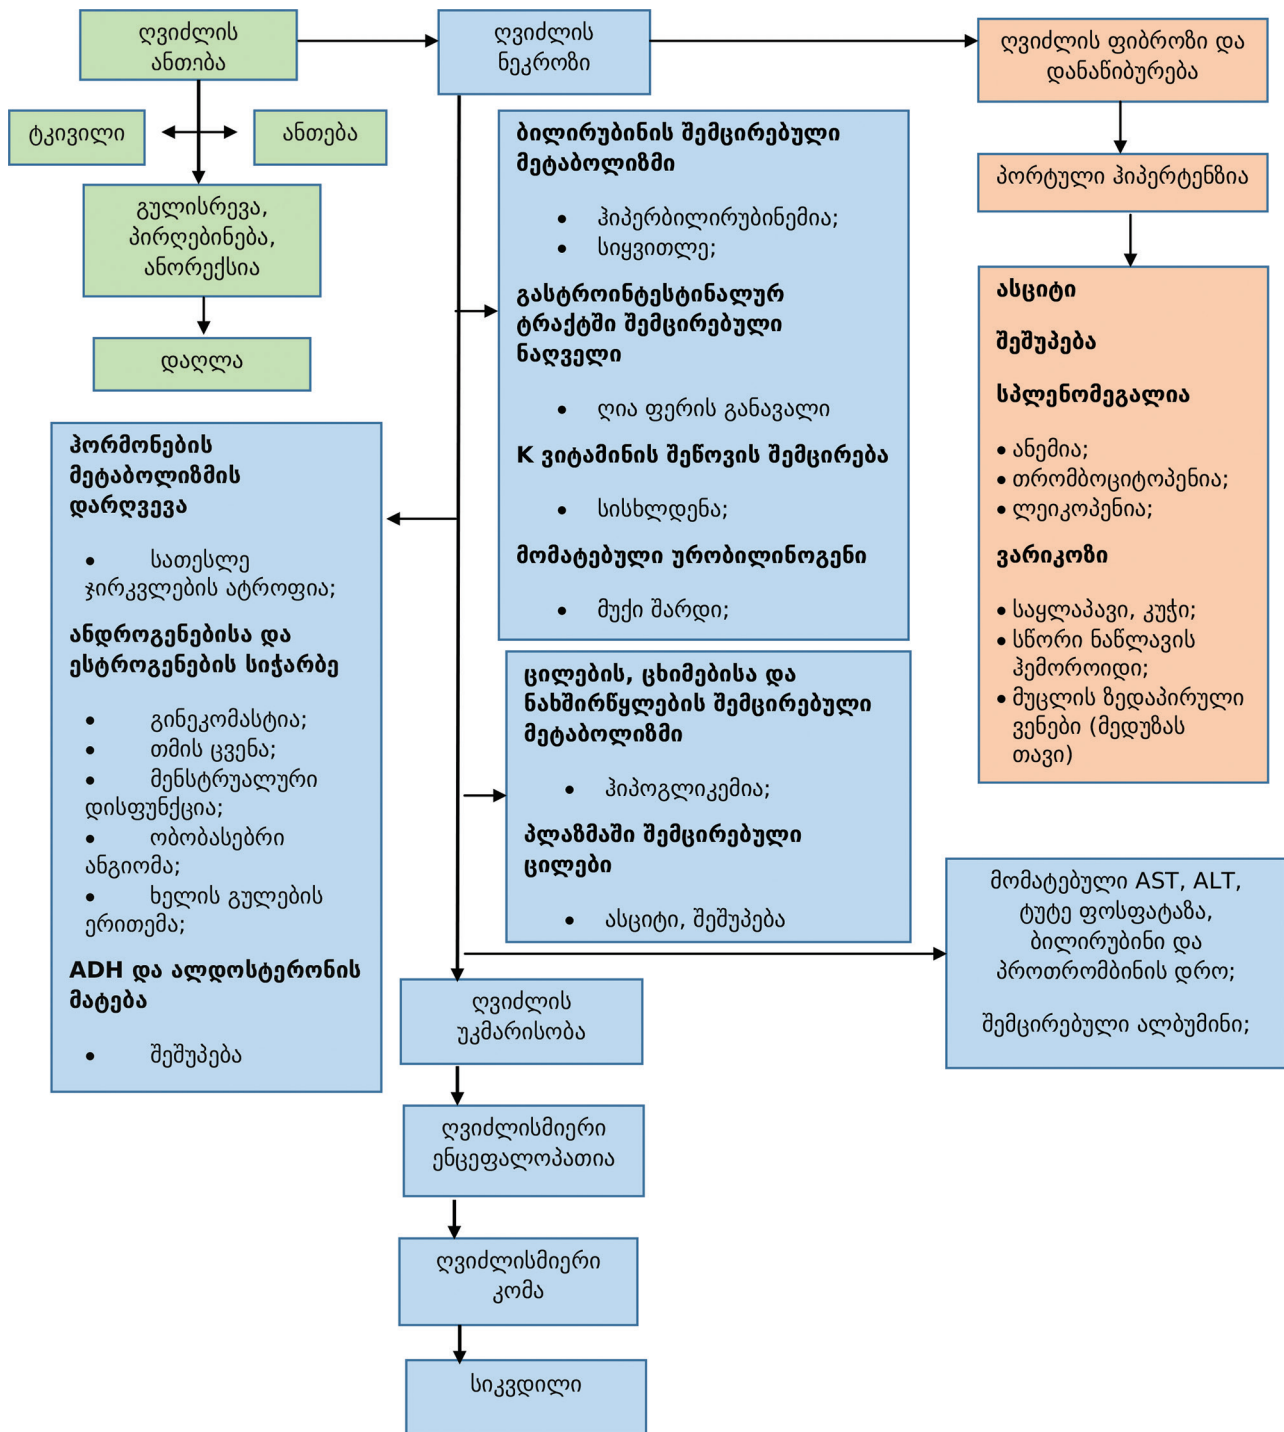 ღვიძლის
ანთება
ღვიძლის
ნეკროზი
ღვიძლის ფიბროზი და
დანაწიბურება
ტკივილი
ანთება
გულისრევა,
პირღებინება,
ანორექსია
დაღლა
ბილირუბინის შემცირებული
მეტაბოლიზმი
• ჰიპერბილირუბინემია;
• სიყვითლე;
გასტროინტესტინალურ
ტრაქტში შემცირებული
ნაღველი
• ღია ფერის განავალი
K ვიტამინის შეწოვის შემცირება
• სისხლდენა;
მომატებული ურობილინოგენი
• მუქი შარდი;
პორტული ჰიპერტენზია
ასციტი
შეშუპება
სპლენომეგალია
• ანემია;
• თრომბოციტოპენია;
• ლეიკოპენია;
ვარიკოზი
• საყლაპავი, კუჭი;
• სწორი ნაწლავის
ჰემოროიდი;
• მუცლის ზედაპირული
ვენები (მედუზას
თავი)
ჰორმონების
მეტაბოლიზმის
დარღვევა
• სათესლე
ჯირკვლების ატროფია;
ანდროგენებისა და
ესტროგენების სიჭარბე
• გინეკომასტია;
• თმის ცვენა;
• მენსტრუალური
დისფუნქცია;
• ობობასებრი
ანგიომა;
• ხელის გულების
ერითემა;
ADH და ალდოსტერონის
მატება
• შეშუპება
ცილების, ცხიმებისა და
ნახშირწყლების შემცირებული
მეტაბოლიზმი
• ჰიპოგლიკემია;
პლაზმაში შემცირებული
ცილები
• ასციტი, შეშუპება
მომატებული AST, ALT,
ტუტე ფოსფატაზა,
ბილირუბინი და
პროთრომბინის დრო;
შემცირებული ალბუმინი;
ღვიძლის
უკმარისობა
ღვიძლისმიერი
ენცეფალოპათია
ღვიძლისმიერი
კომა
სიკვდილი